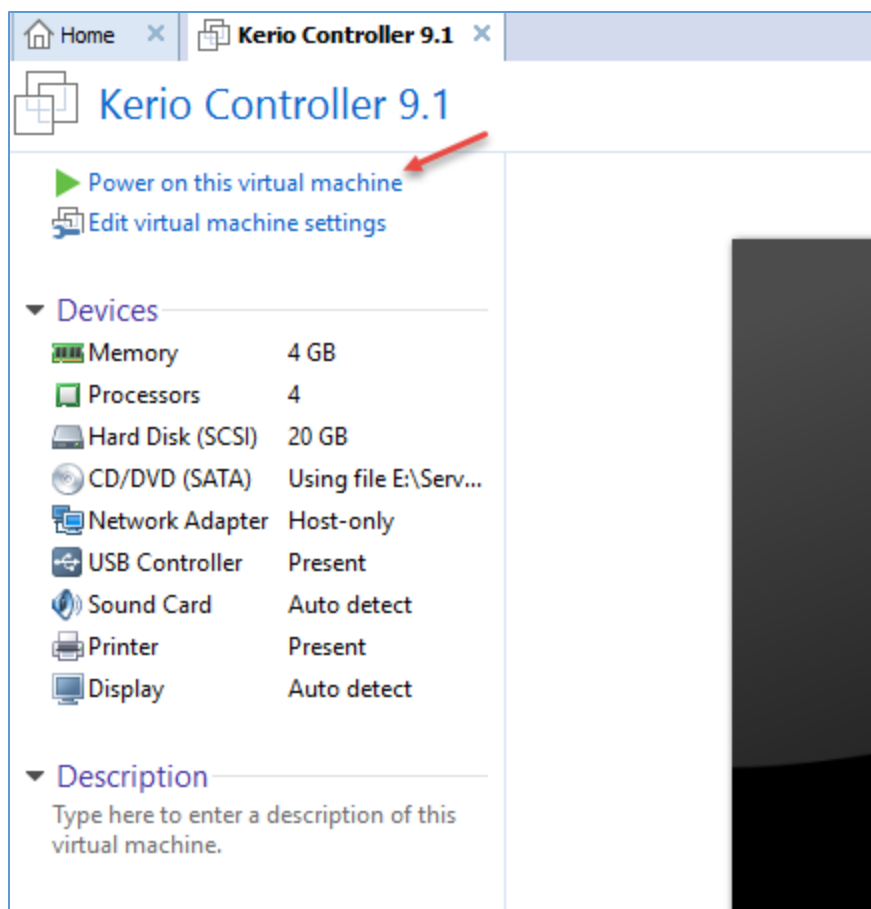 Home
Kerio Controller 9.1
Kerio Controller 9.1
Power on this virtual machine
Edit virtual machine settings
Devices
Memory 4 GB
Processors 4
Hard Disk (SCSI) 20 GB
CD/DVD (SATA) Using file E:\Serv...
Network Adapter Host-only
USB Controller Present
Sound Card Auto detect
Printer Present
Display Auto detect
Description
Type here to enter a description of this
virtual machine.